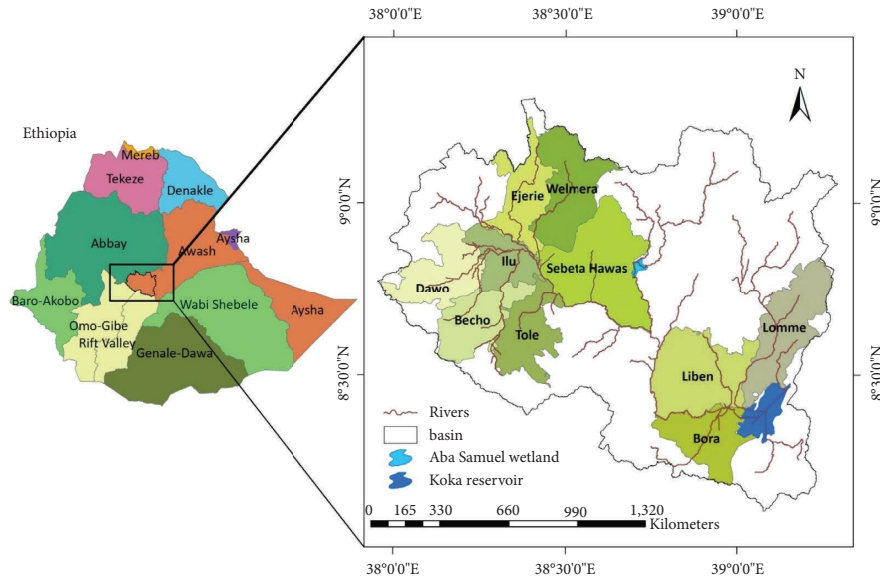 38°0'0"E
38°30'0"E
39°0'0"E
N
Ethiopia
Mereb
Tekeze
Denakle
Abbay
Aysha
Awash
Baro-Akobo
Wabi Shebele
Aysha
Omo-Gibe
Rift Valley
Genale-Dawa
9°0'0"N
8°30'0"N
Welmera
Ejerie
Ilu
Sebeta Hawas
Dawo
Becho
Tole
Lomme
Liben
Bora
9°0'0"N
8°30'0"N
Rivers
basin
Aba Samuel wetland
Koka reservoir
0 165 330 660 990 1,320
Kilometers
38°0'0"E
38°30'0"E
39°0'0"E